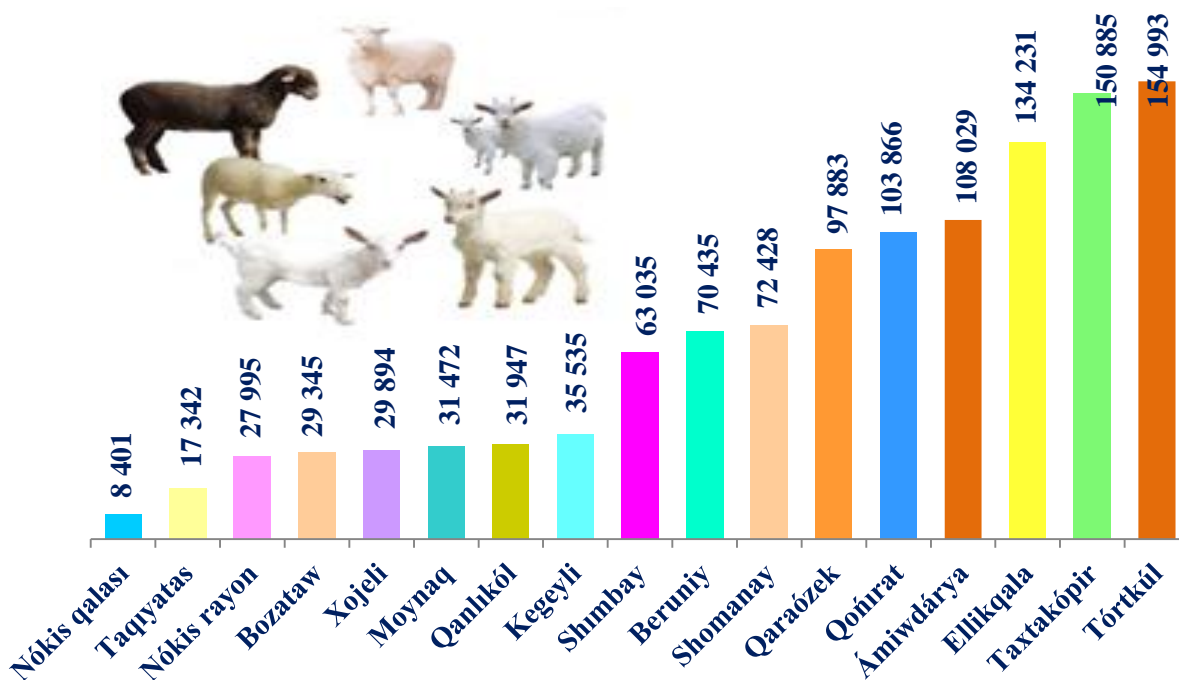 8 401
17 342
27 995
29 345
29 894
31 472
31 947
35 535
63 035
70 435
72 428
97 883
103 866
108 029
134 231
150 885
154 993
Nókis qalası
Taqıyatas
Nókis rayon
Bozataw
Xojeli
Moynaq
Qanlıkól
Kegeyli
Shımbay
Beruniy
Shomanay
Qaraózek
Qońırat
Ámiwdárya
Ellikqala
Taxtakópir
Tórtkúl